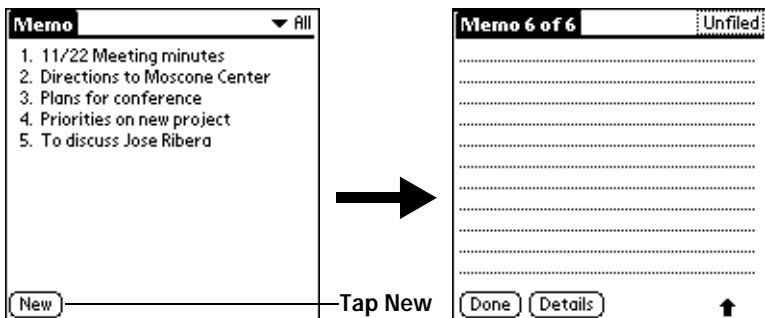 Memo All
1. 11/22 Meeting minutes
2. Directions to Moscone Center
3. Plans for conference
4. Priorities on new project
5. To discuss Jose Ribera
New
Tap New
Memo 6 of 6 Unfiled
Done Details